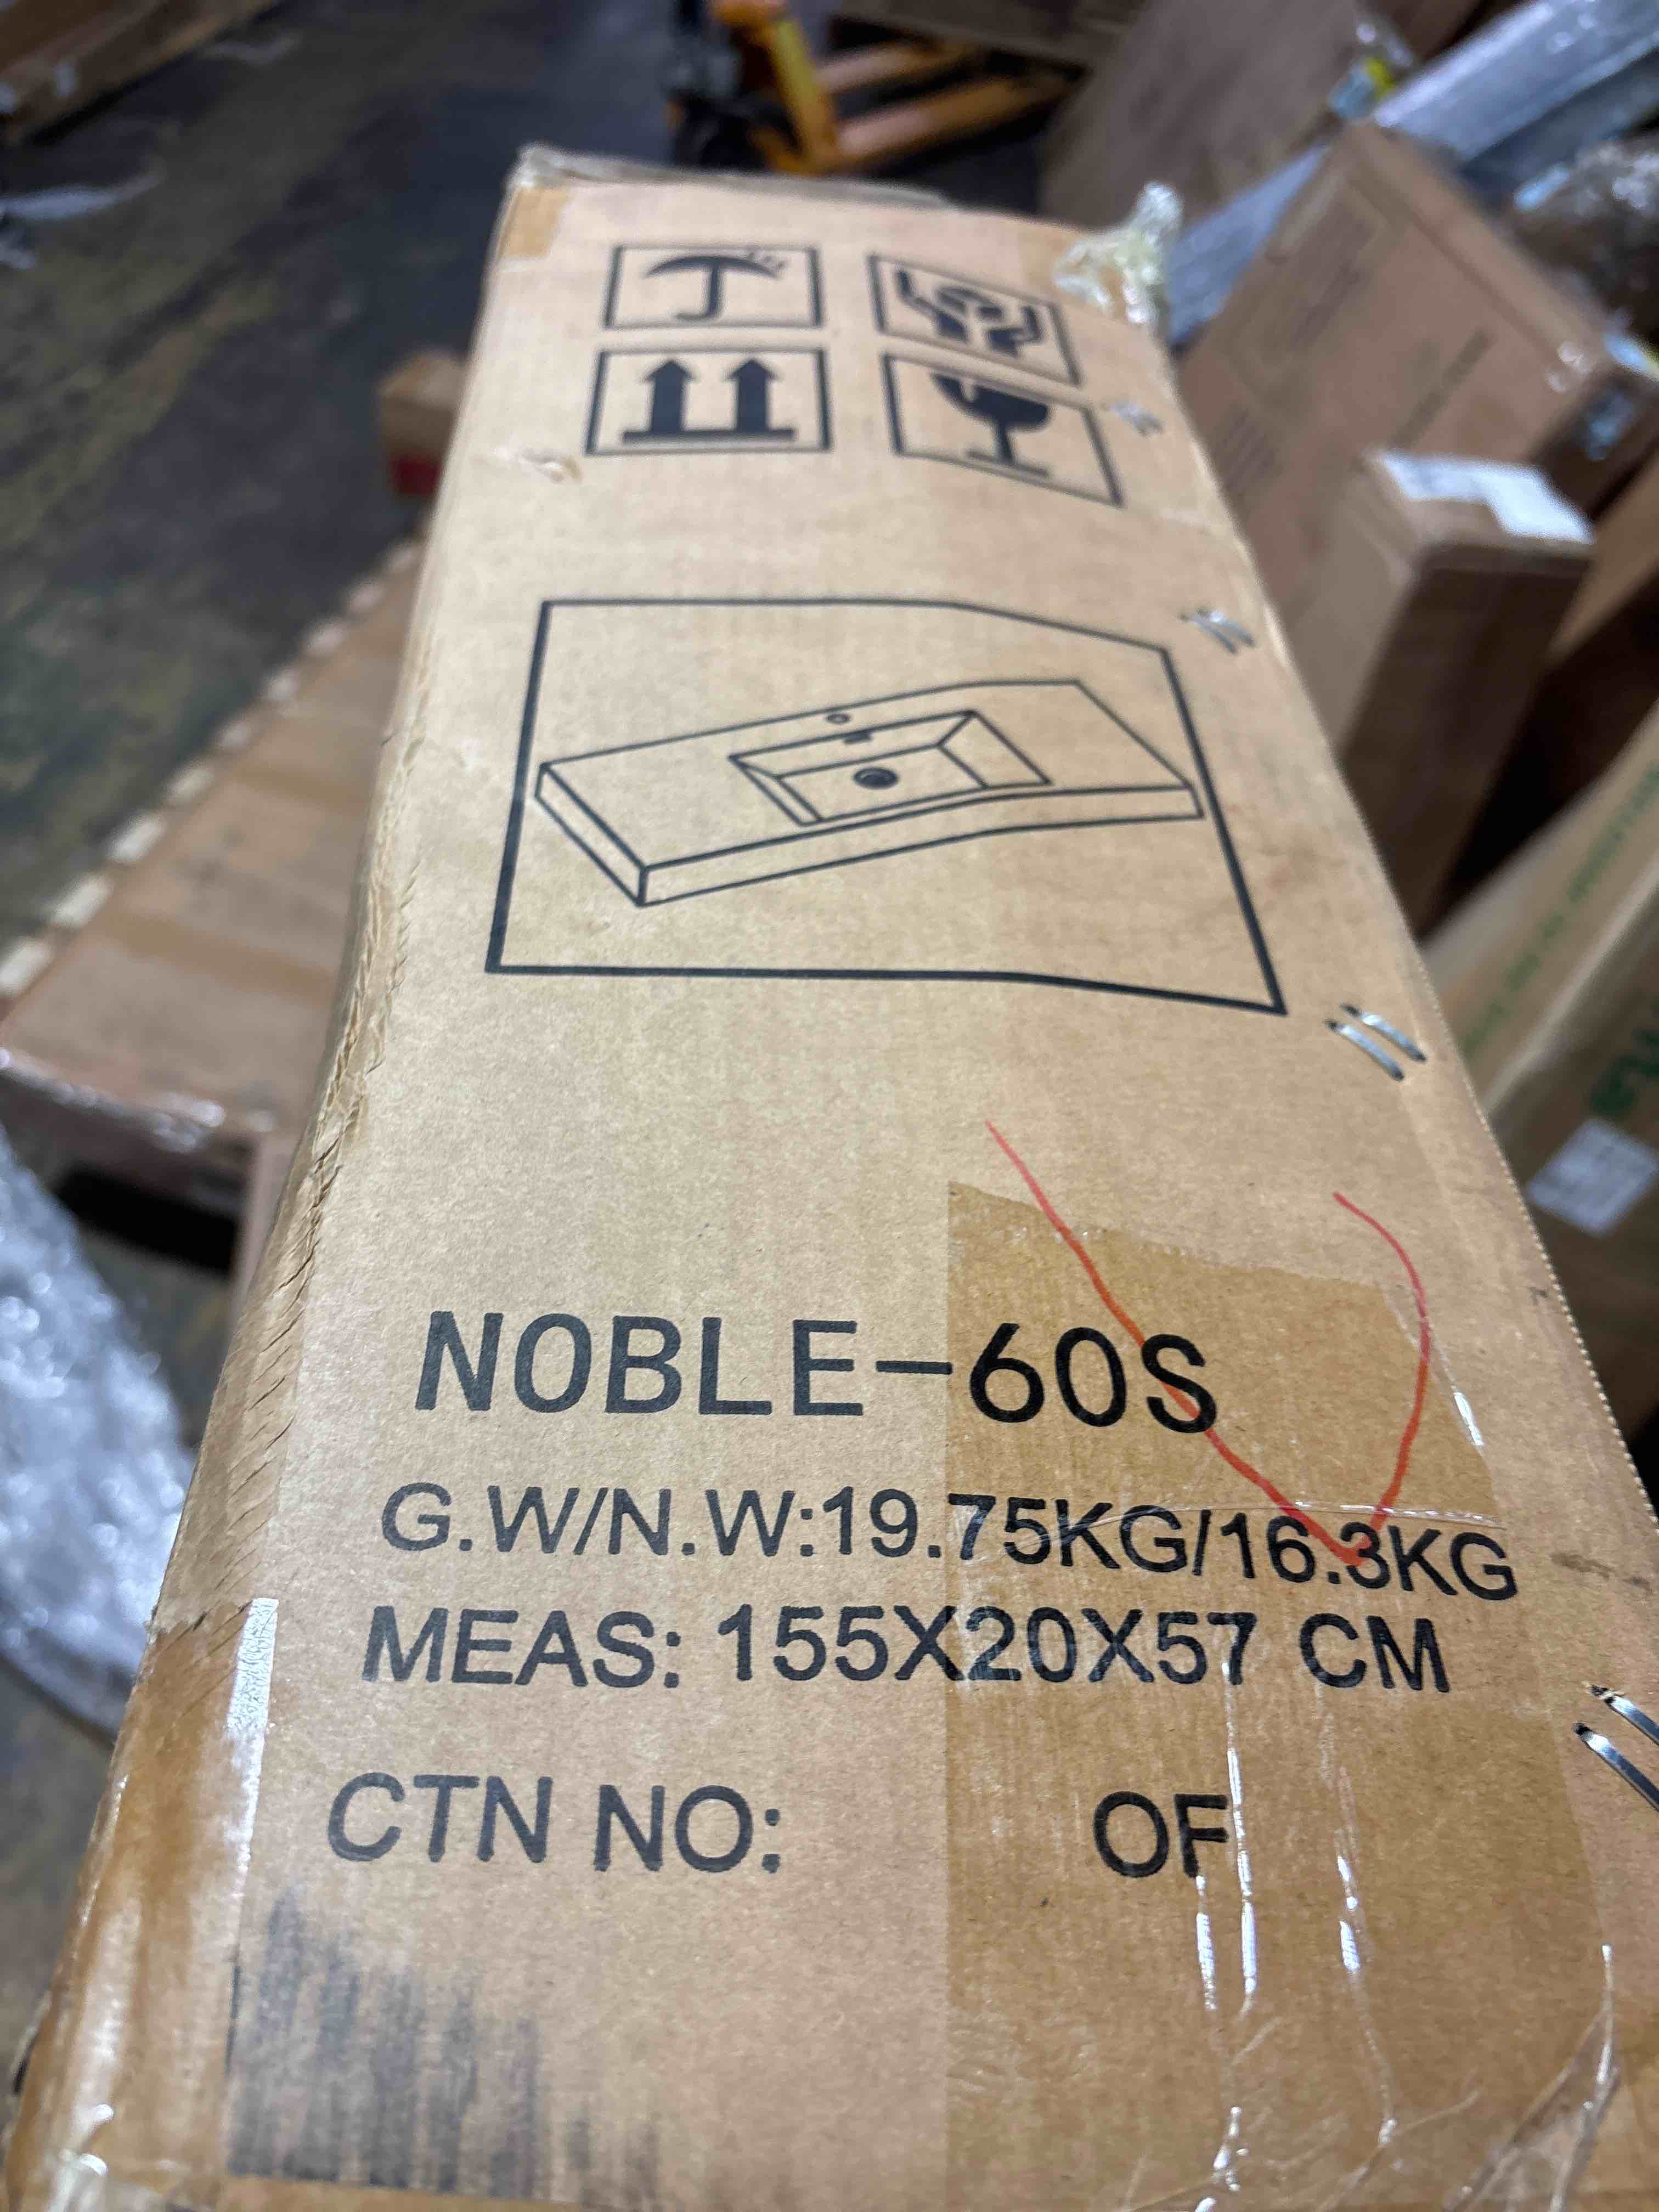 NOBLE-60S
G.W/N.W:19.75KG/16.3KG
MEAS: 155X20X57 CM
CTN NO: OF